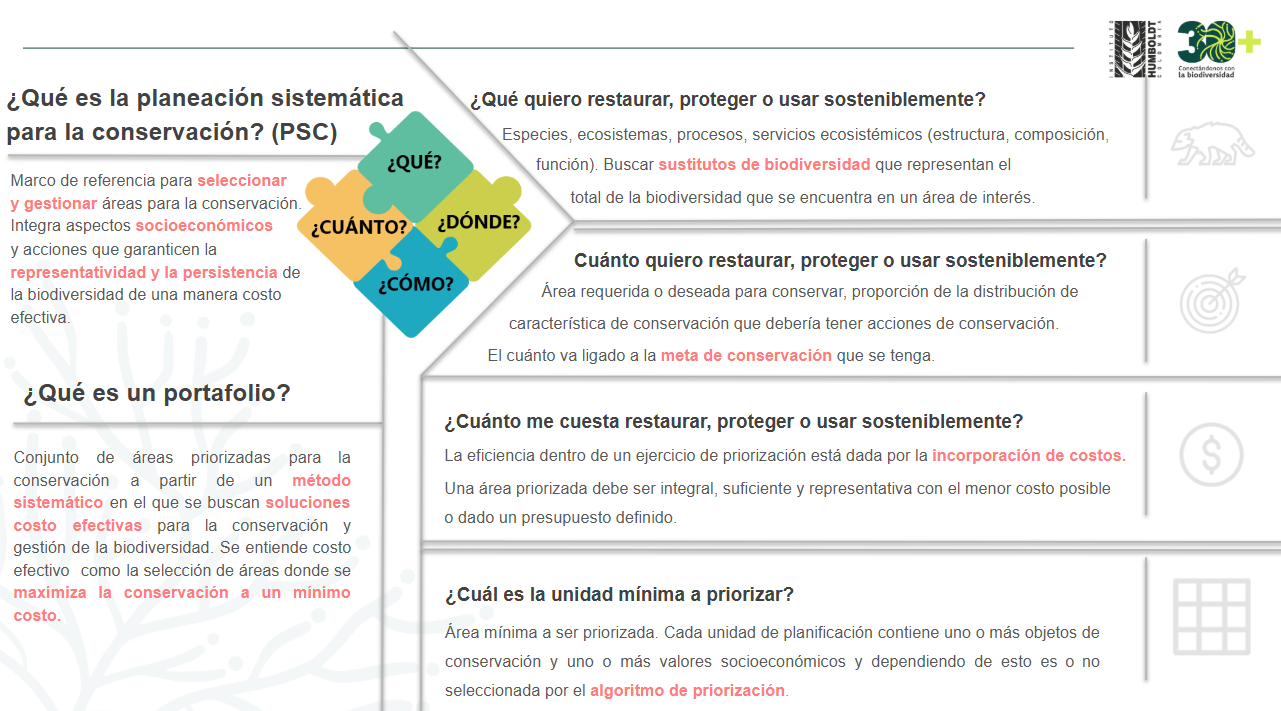 INSTITUTO
HUMBOLDT
COLOMBIA
30+
Conectándonos con
la biodiversidad
¿Qué es la planeación sistemática
para la conservación? (PSC)
Marco de referencia para seleccionar
y gestionar áreas para la conservación.
Integra aspectos socioeconómicos
y acciones que garanticen la
representatividad y la persistencia de
la biodiversidad de una manera costo
efectiva.
¿Qué es un portafolio?
Conjunto de áreas priorizadas para la
conservación a partir de un método
sistemático en el que se buscan soluciones
costo efectivas para la conservación y
gestión de la biodiversidad. Se entiende costo
efectivo como la selección de áreas donde se
maximiza la conservación a un mínimo
costo.
¿QUÉ?
¿CUÁNTO?
¿DÓNDE?
¿CÓMO?
¿Qué quiero restaurar, proteger o usar sosteniblemente?
Especies, ecosistemas, procesos, servicios ecosistémicos (estructura, composición,
función). Buscar sustitutos de biodiversidad que representan el
total de la biodiversidad que se encuentra en un área de interés.
Cuánto quiero restaurar, proteger o usar sosteniblemente?
Área requerida o deseada para conservar, proporción de la distribución de
característica de conservación que debería tener acciones de conservación.
El cuánto va ligado a la meta de conservación que se tenga.
¿Cuánto me cuesta restaurar, proteger o usar sosteniblemente?
La eficiencia dentro de un ejercicio de priorización está dada por la incorporación de costos.
Una área priorizada debe ser integral, suficiente y representativa con el menor costo posible
o dado un presupuesto definido.
$
¿Cuál es la unidad mínima a priorizar?
Área mínima a ser priorizada. Cada unidad de planificación contiene uno o más objetos de
conservación y uno o más valores socioeconómicos y dependiendo de esto es o no
seleccionada por el algoritmo de priorización.